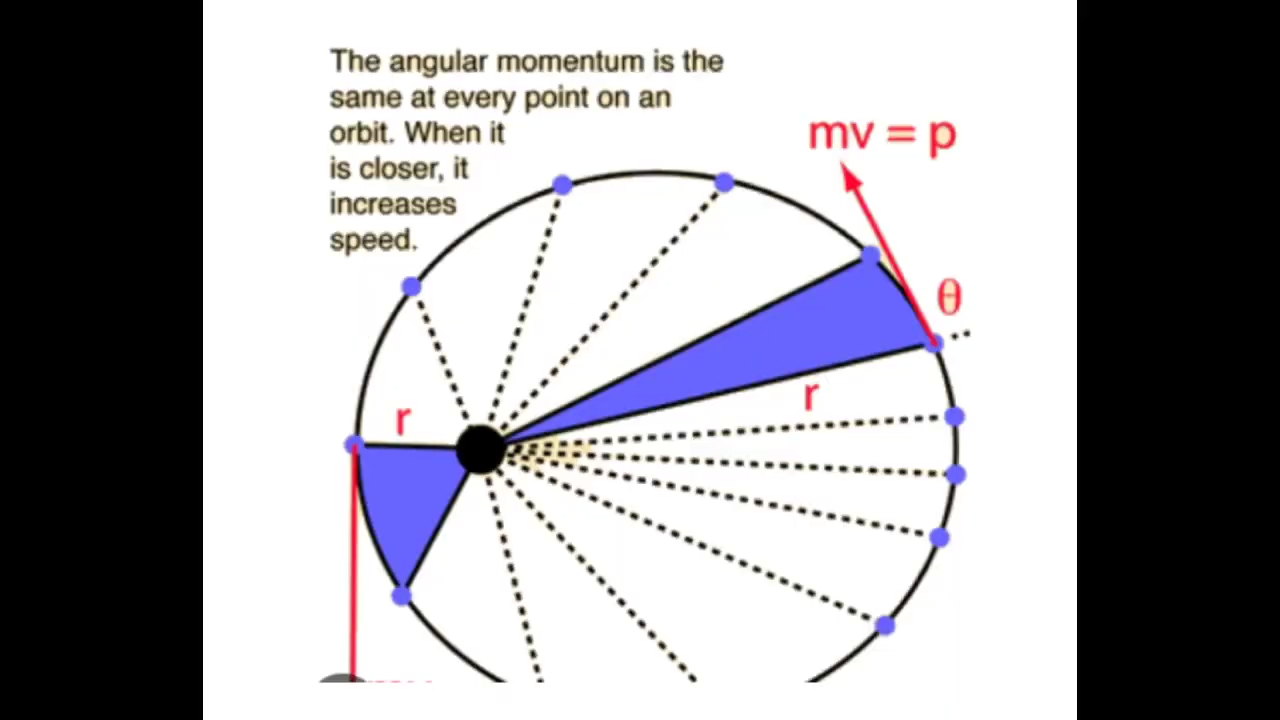 The angular momentum is the
same at every point on an
orbit. When it
is closer, it
increases
speed.
mv = p
θ
r
r